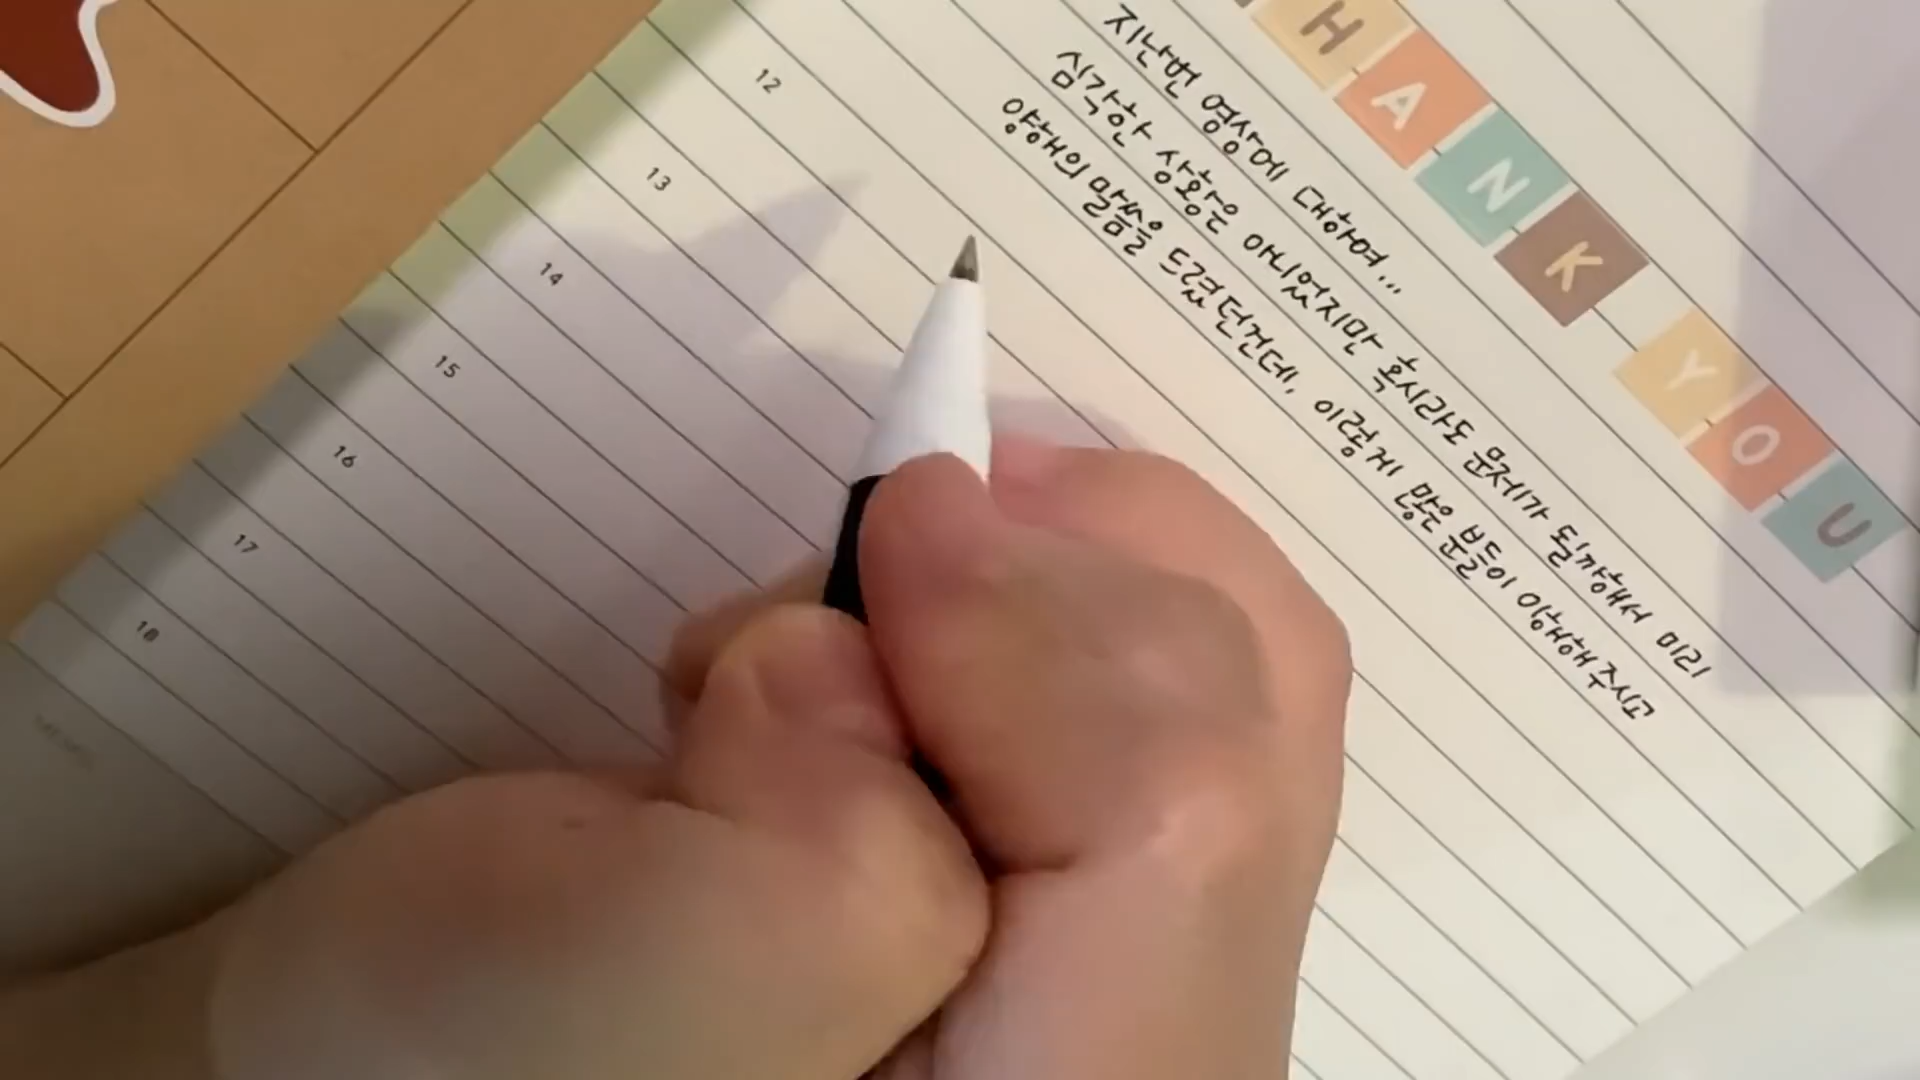 HANK YOU
지난번 영상에 대하여...
심각한 상황은 아니었지만 혹시라도 문제가 될까항해서 미리
양해의 말씀을 드렸던건데, 이렇게 많은 분들이 이해해주시고
12
13
14
15
16
17
18